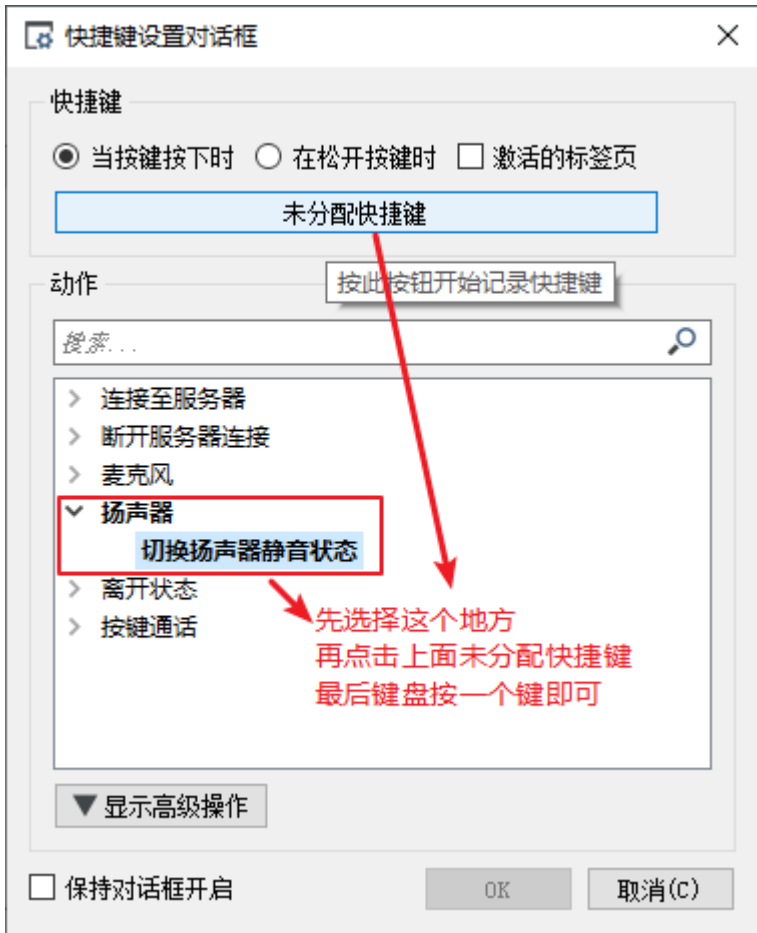 快捷键设置对话框
快捷键
当按键按下时 在松开按键时 激活的标签页
未分配快捷键
按此按钮开始记录快捷键
动作
搜索...
连接至服务器
断开服务器连接
麦克风
扬声器
切换扬声器静音状态
离开状态
按键通话
先选择这个地方
再点击上面未分配快捷键
最后键盘按一个键即可
▼显示高级操作
保持对话框开启
OK
取消(C)